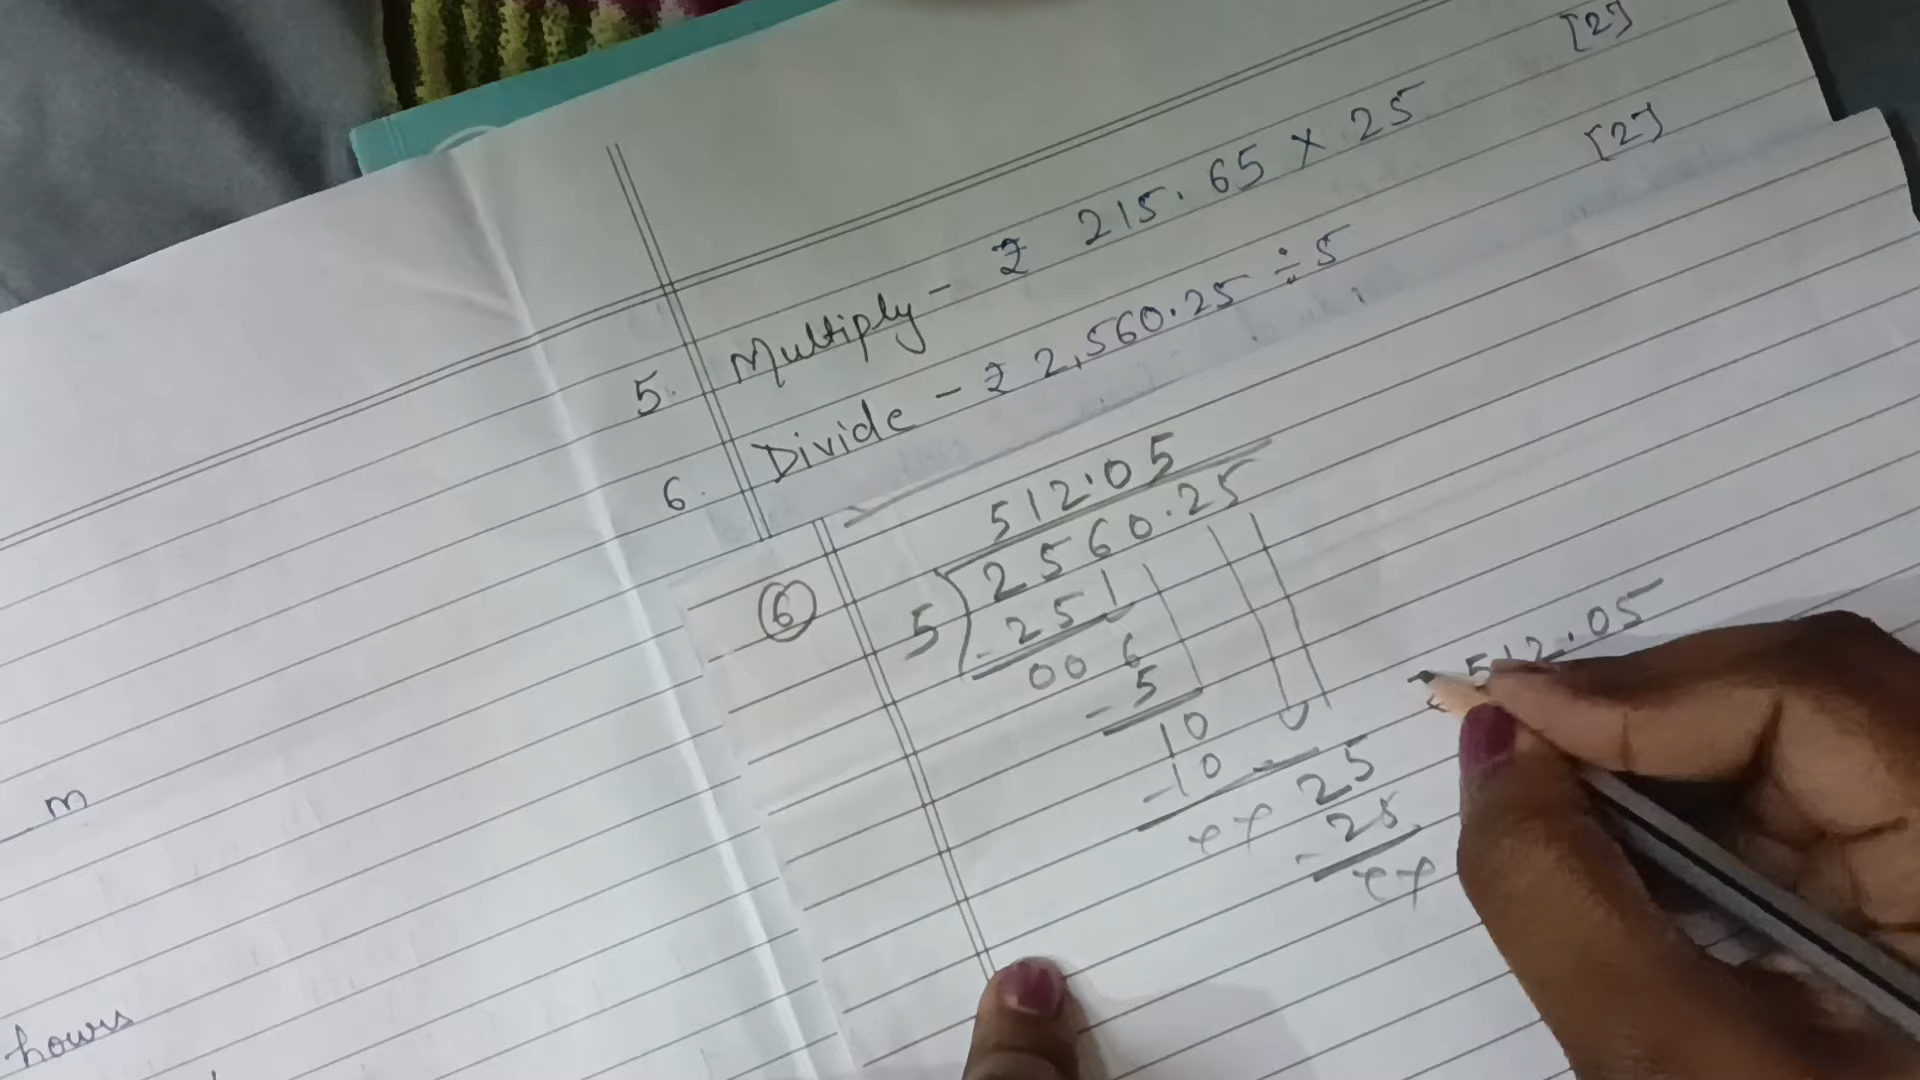 [2]
5. Multiply - ₹ 215.65 × 25
[2]
6. Divide - ₹ 2,560.25 ÷ 5
512.05
⑥ 5 2560.25
- 25
006
- 5
10
- 10
×× 25
- 25
××
₹ 512.05
m
hours